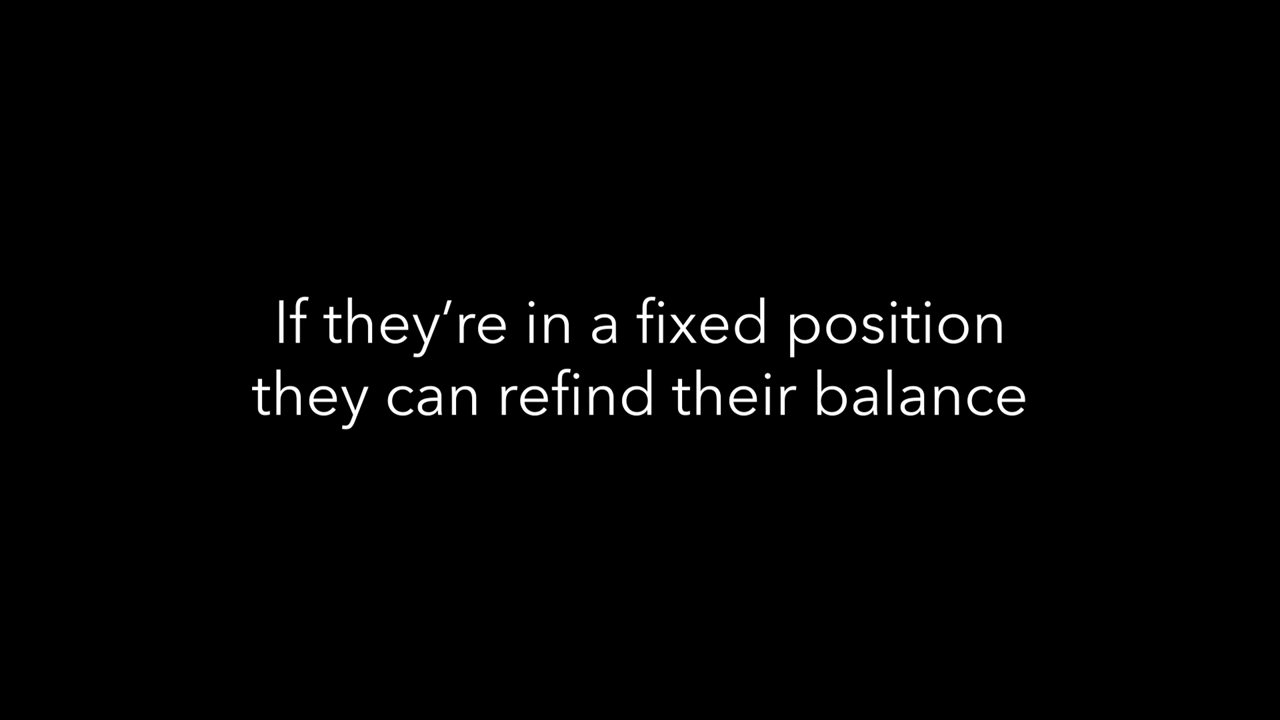 If they’re in a fixed position
they can refind their balance